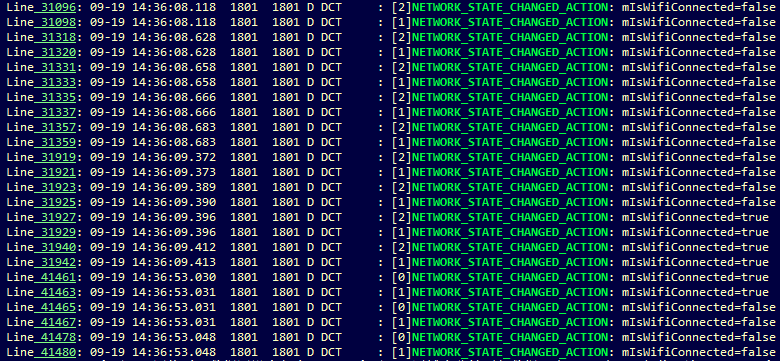 Line_31096: 09-19 14:36:08.118 1801 1801 D DCT : [2]NETWORK_STATE_CHANGED_ACTION: mIsWifiConnected=false
Line_31098: 09-19 14:36:08.118 1801 1801 D DCT : [1]NETWORK_STATE_CHANGED_ACTION: mIsWifiConnected=false
Line_31318: 09-19 14:36:08.628 1801 1801 D DCT : [2]NETWORK_STATE_CHANGED_ACTION: mIsWifiConnected=false
Line_31320: 09-19 14:36:08.628 1801 1801 D DCT : [1]NETWORK_STATE_CHANGED_ACTION: mIsWifiConnected=false
Line_31331: 09-19 14:36:08.658 1801 1801 D DCT : [2]NETWORK_STATE_CHANGED_ACTION: mIsWifiConnected=false
Line_31333: 09-19 14:36:08.658 1801 1801 D DCT : [1]NETWORK_STATE_CHANGED_ACTION: mIsWifiConnected=false
Line_31335: 09-19 14:36:08.666 1801 1801 D DCT : [2]NETWORK_STATE_CHANGED_ACTION: mIsWifiConnected=false
Line_31337: 09-19 14:36:08.666 1801 1801 D DCT : [1]NETWORK_STATE_CHANGED_ACTION: mIsWifiConnected=false
Line_31357: 09-19 14:36:08.683 1801 1801 D DCT : [2]NETWORK_STATE_CHANGED_ACTION: mIsWifiConnected=false
Line_31359: 09-19 14:36:08.683 1801 1801 D DCT : [1]NETWORK_STATE_CHANGED_ACTION: mIsWifiConnected=false
Line_31919: 09-19 14:36:09.372 1801 1801 D DCT : [2]NETWORK_STATE_CHANGED_ACTION: mIsWifiConnected=false
Line_31921: 09-19 14:36:09.373 1801 1801 D DCT : [1]NETWORK_STATE_CHANGED_ACTION: mIsWifiConnected=false
Line_31923: 09-19 14:36:09.389 1801 1801 D DCT : [2]NETWORK_STATE_CHANGED_ACTION: mIsWifiConnected=false
Line_31925: 09-19 14:36:09.390 1801 1801 D DCT : [1]NETWORK_STATE_CHANGED_ACTION: mIsWifiConnected=false
Line_31927: 09-19 14:36:09.396 1801 1801 D DCT : [2]NETWORK_STATE_CHANGED_ACTION: mIsWifiConnected=true
Line_31929: 09-19 14:36:09.396 1801 1801 D DCT : [1]NETWORK_STATE_CHANGED_ACTION: mIsWifiConnected=true
Line_31940: 09-19 14:36:09.412 1801 1801 D DCT : [2]NETWORK_STATE_CHANGED_ACTION: mIsWifiConnected=true
Line_31942: 09-19 14:36:09.413 1801 1801 D DCT : [1]NETWORK_STATE_CHANGED_ACTION: mIsWifiConnected=true
Line_41461: 09-19 14:36:53.030 1801 1801 D DCT : [0]NETWORK_STATE_CHANGED_ACTION: mIsWifiConnected=true
Line_41463: 09-19 14:36:53.031 1801 1801 D DCT : [1]NETWORK_STATE_CHANGED_ACTION: mIsWifiConnected=true
Line_41465: 09-19 14:36:53.031 1801 1801 D DCT : [0]NETWORK_STATE_CHANGED_ACTION: mIsWifiConnected=false
Line_41467: 09-19 14:36:53.031 1801 1801 D DCT : [1]NETWORK_STATE_CHANGED_ACTION: mIsWifiConnected=false
Line_41478: 09-19 14:36:53.048 1801 1801 D DCT : [0]NETWORK_STATE_CHANGED_ACTION: mIsWifiConnected=false
Line_41480: 09-19 14:36:53.048 1801 1801 D DCT : [1]NETWORK_STATE_CHANGED_ACTION: mIsWifiConnected=false